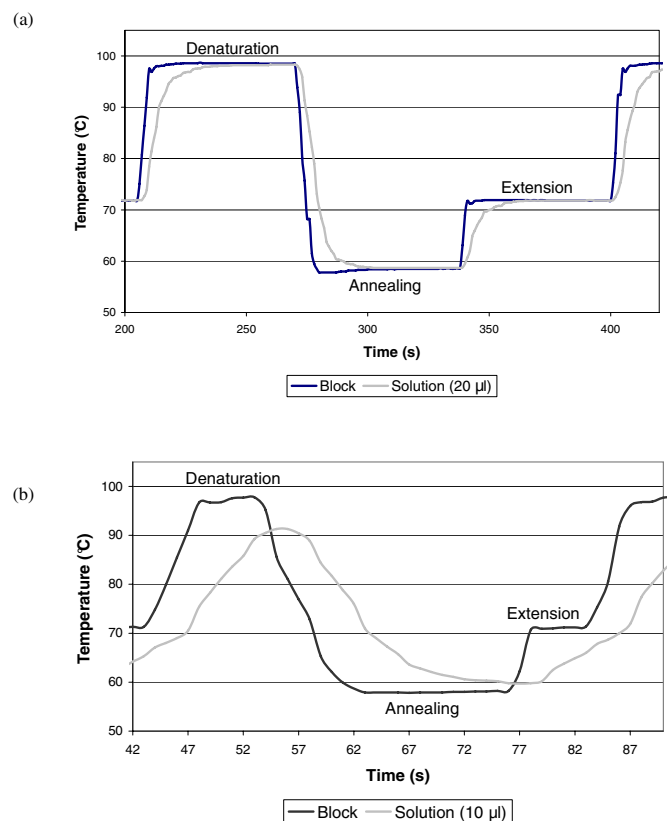 (a)
Denaturation
100
90
80
70
60
50
Temperature (°C)
Extension
Annealing
200 250 300 350 400
Time (s)
Block Solution (20 µl)
(b)
Denaturation
100
90
80
70
60
50
Temperature (°C)
Extension
Annealing
42 47 52 57 62 67 72 77 82 87
Time (s)
Block Solution (10 µl)